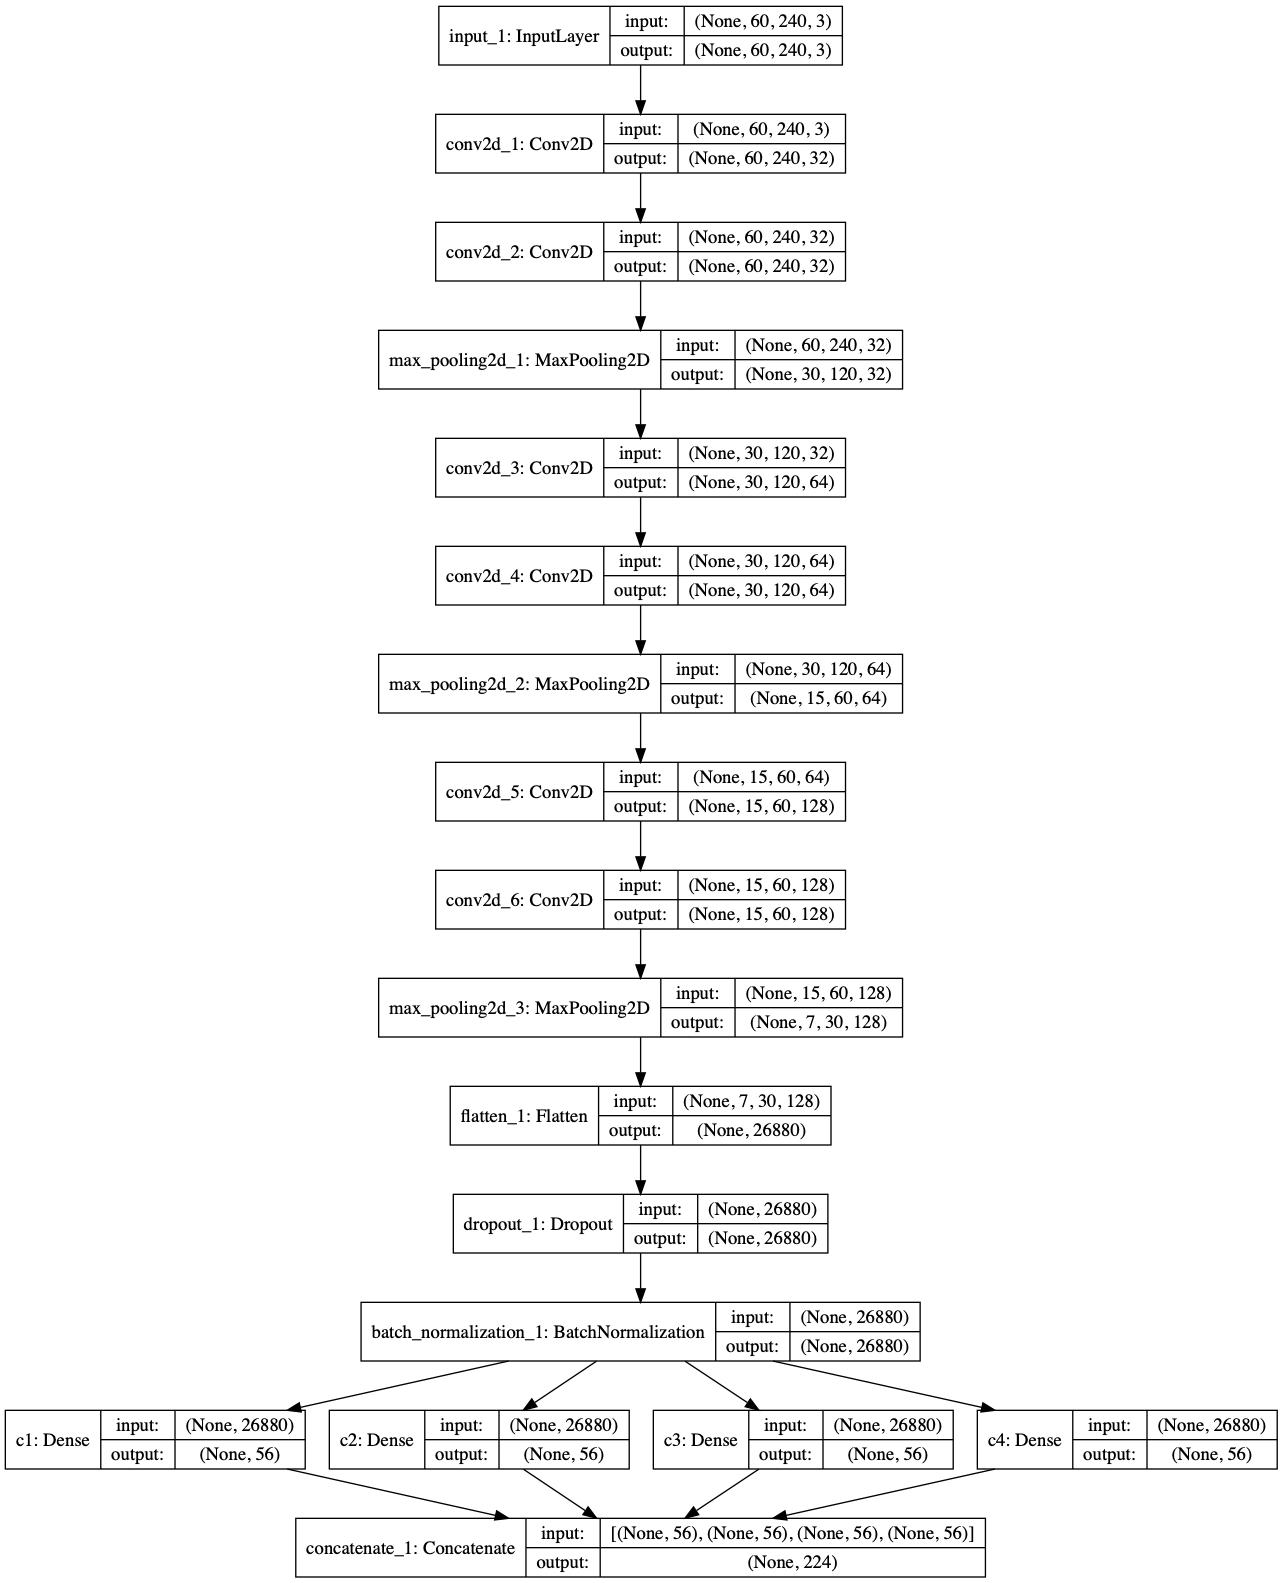 input_1: InputLayer
input: (None, 60, 240, 3)
output: (None, 60, 240, 3)
conv2d_1: Conv2D
input: (None, 60, 240, 3)
output: (None, 60, 240, 32)
conv2d_2: Conv2D
input: (None, 60, 240, 32)
output: (None, 60, 240, 32)
max_pooling2d_1: MaxPooling2D
input: (None, 60, 240, 32)
output: (None, 30, 120, 32)
conv2d_3: Conv2D
input: (None, 30, 120, 32)
output: (None, 30, 120, 64)
conv2d_4: Conv2D
input: (None, 30, 120, 64)
output: (None, 30, 120, 64)
max_pooling2d_2: MaxPooling2D
input: (None, 30, 120, 64)
output: (None, 15, 60, 64)
conv2d_5: Conv2D
input: (None, 15, 60, 64)
output: (None, 15, 60, 128)
conv2d_6: Conv2D
input: (None, 15, 60, 128)
output: (None, 15, 60, 128)
max_pooling2d_3: MaxPooling2D
input: (None, 15, 60, 128)
output: (None, 7, 30, 128)
flatten_1: Flatten
input: (None, 7, 30, 128)
output: (None, 26880)
dropout_1: Dropout
input: (None, 26880)
output: (None, 26880)
batch_normalization_1: BatchNormalization
input: (None, 26880)
output: (None, 26880)
c1: Dense
input: (None, 26880)
output: (None, 56)
c2: Dense
input: (None, 26880)
output: (None, 56)
c3: Dense
input: (None, 26880)
output: (None, 56)
c4: Dense
input: (None, 26880)
output: (None, 56)
concatenate_1: Concatenate
input: [(None, 56), (None, 56), (None, 56), (None, 56)]
output: (None, 224)